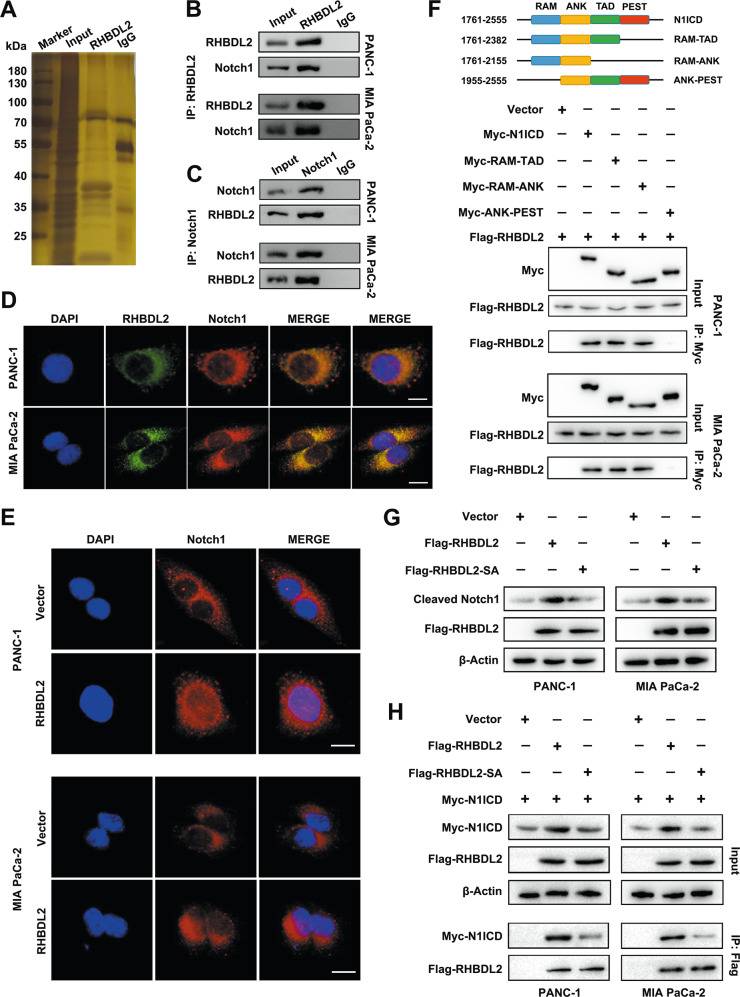 A
kDa
Marker
Input
RHBDL2
IgG
180
130
100
70
55
40
35
25
B
Input
RHBDL2
IgG
IP: RHBDL2
RHBDL2
Notch1
PANC-1
RHBDL2
Notch1
MIA PaCa-2
C
Input
Notch1
IgG
IP: Notch1
Notch1
RHBDL2
PANC-1
Notch1
RHBDL2
MIA PaCa-2
D
DAPI RHBDL2 Notch1 MERGE MERGE
PANC-1
MIA PaCa-2
E
DAPI Notch1 MERGE
PANC-1
Vector
RHBDL2
MIA PaCa-2
Vector
RHBDL2
F
RAM ANK TAD PEST
1761-2555 N1ICD
1761-2382 RAM-TAD
1761-2155 RAM-ANK
1955-2555 ANK-PEST
Vector + − − − −
Myc-N1ICD − + − − −
Myc-RAM-TAD − − + − −
Myc-RAM-ANK − − − + −
Myc-ANK-PEST − − − − +
Flag-RHBDL2 + + + + +
Myc
Flag-RHBDL2
Input
Flag-RHBDL2
IP: Myc
PANC-1
Myc
Flag-RHBDL2
Input
Flag-RHBDL2
IP: Myc
MIA PaCa-2
G
Vector + − − + − −
Flag-RHBDL2 − + − − + −
Flag-RHBDL2-SA − − + − − +
Cleaved Notch1
Flag-RHBDL2
β-Actin
PANC-1 MIA PaCa-2
H
Vector + − − + − −
Flag-RHBDL2 − + − − + −
Flag-RHBDL2-SA − − + − − +
Myc-N1ICD + + + + + +
Myc-N1ICD
Flag-RHBDL2
β-Actin
Input
Myc-N1ICD
Flag-RHBDL2
IP: Flag
PANC-1 MIA PaCa-2